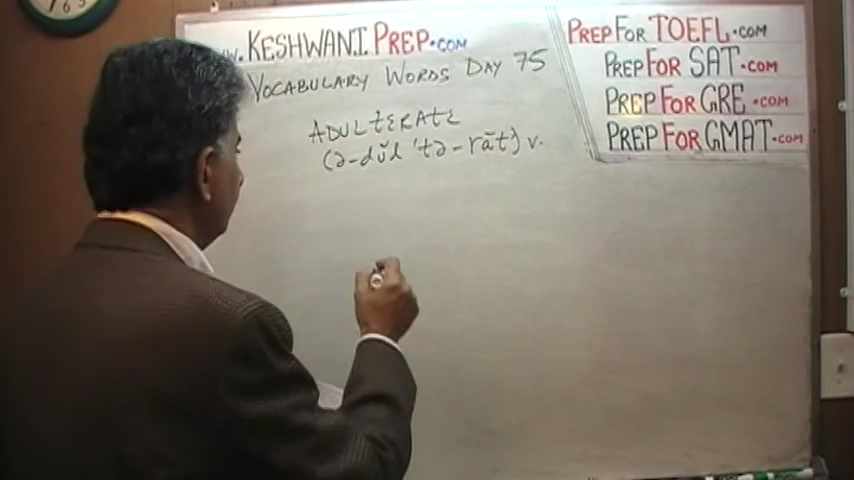 W. KESHWANI PREP.COM
VOCABULARY WORDS DAY 75
ADULTERATE
(ə-dŭl 'tə-rāt) v.
PREPFORTOEFL.COM
PREPFORSAT.COM
PREPFORGRE.COM
PREPFORGMAT.COM